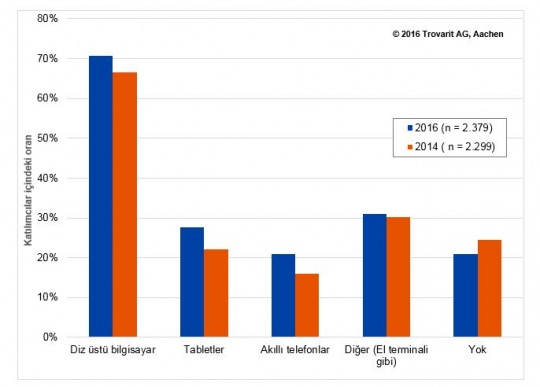 80%
© 2016 Trovarit AG, Aachen
70%
60%
50%
40%
30%
20%
10%
0%
Katılımcılar içindeki oran
2016 (n = 2.379)
2014 ( n = 2.299)
Diz üstü bilgisayar
Tabletler
Akıllı telefonlar
Diğer (El terminali
gibi)
Yok